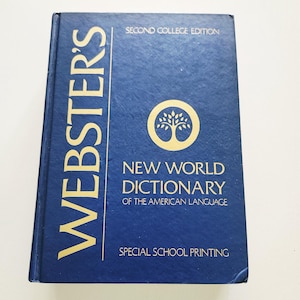 WEBSTER'S
SECOND COLLEGE EDITION
NEW WORLD
DICTIONARY
OF THE AMERICAN LANGUAGE
SPECIAL SCHOOL PRINTING